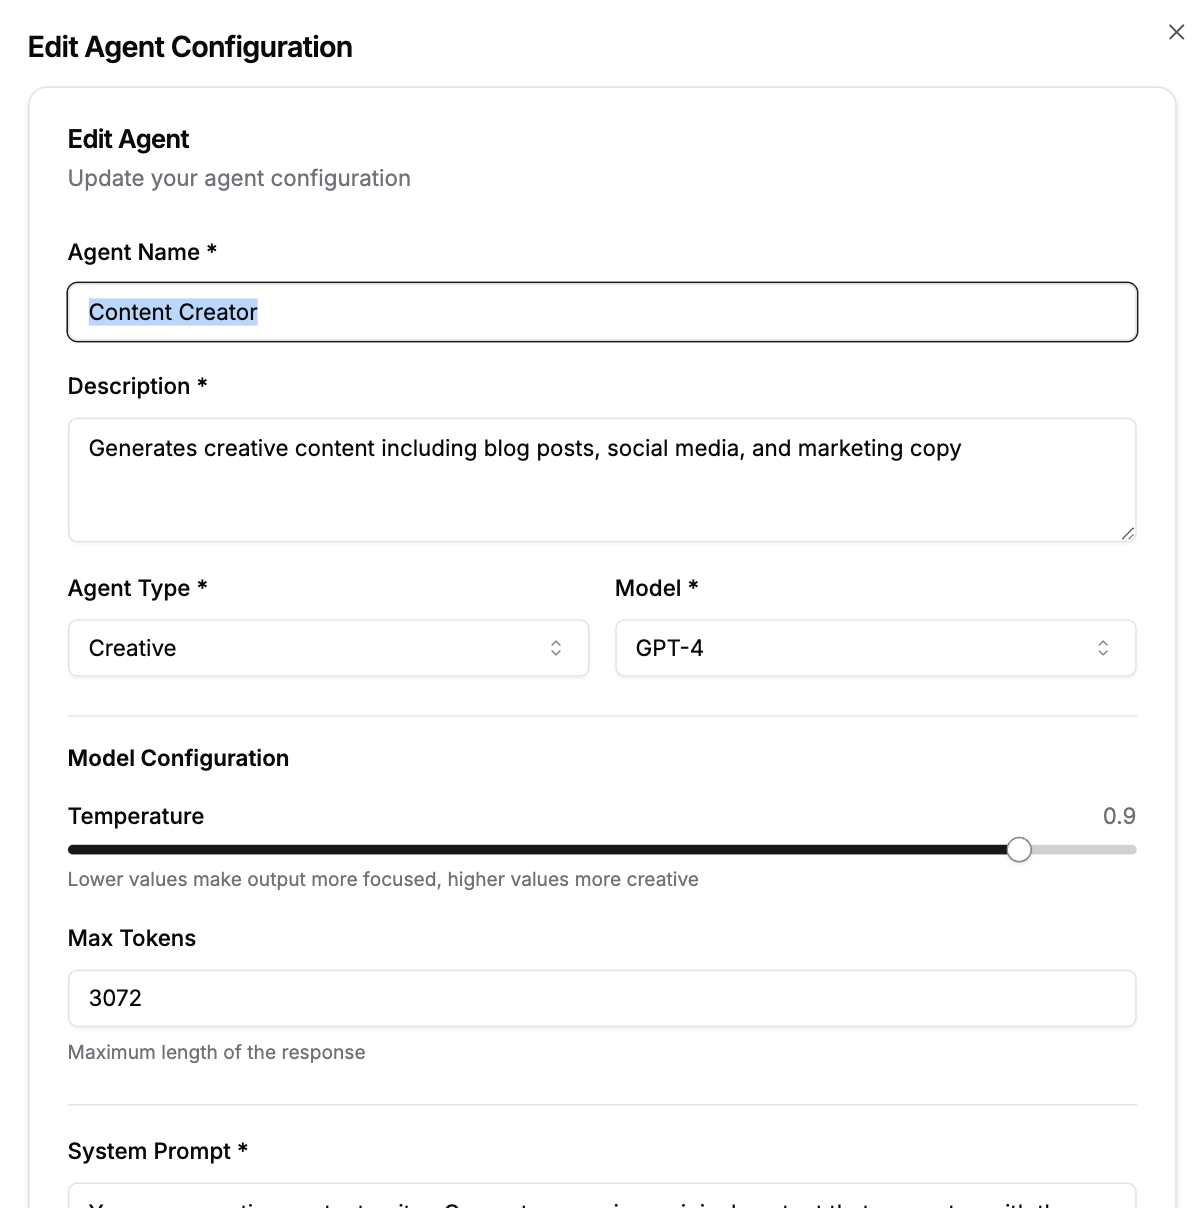 Edit Agent Configuration
Edit Agent
Update your agent configuration
Agent Name *
Content Creator
Description *
Generates creative content including blog posts, social media, and marketing copy
Agent Type *
Model *
Creative
GPT-4
Model Configuration
Temperature
0.9
Lower values make output more focused, higher values more creative
Max Tokens
3072
Maximum length of the response
System Prompt *